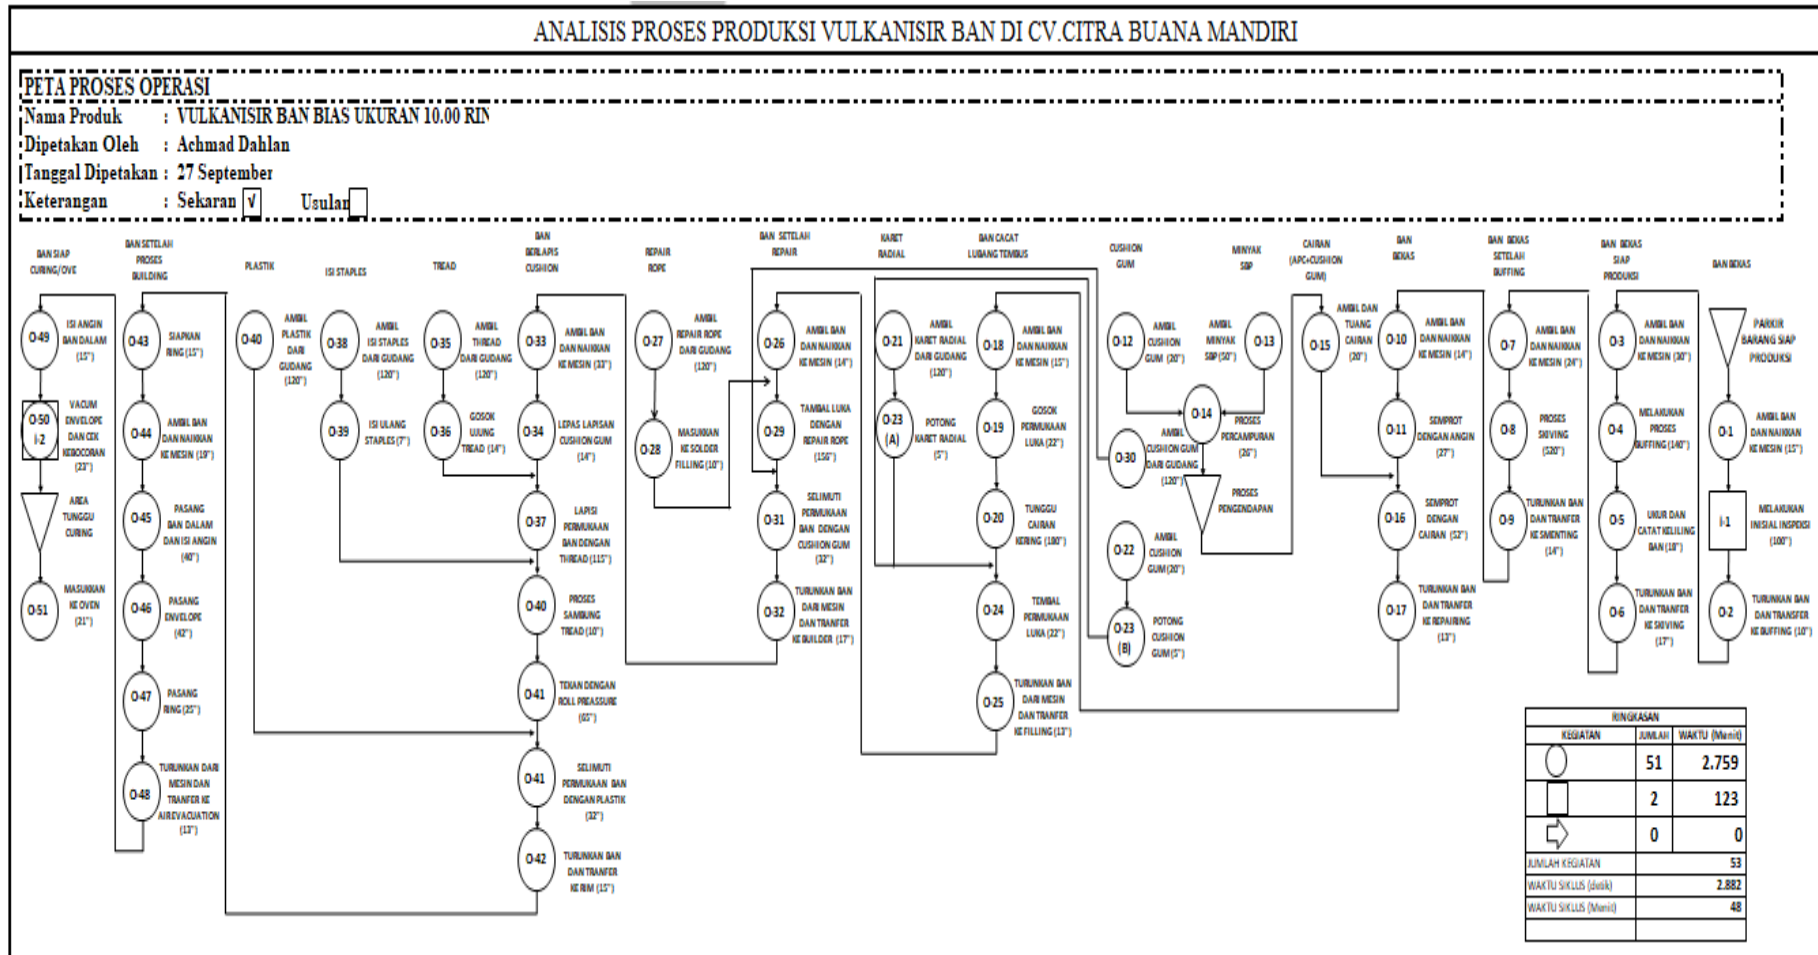 ANALISIS PROSES PRODUKSI VULKANISIR BAN DI CV.CITRA BUANA MANDIRI
PETA PROSES OPERASI
Nama Produk : VULKANISIR BAN BIAS UKURAN 10.00 RIN
Dipetakan Oleh : Achmad Dahlan
Tanggal Dipetakan : 27 September
Keterangan : Sekaran √ Usulan
BAN SIAP
CURING/OVE
O-49
ISI ANGIN
BAN DALAM
(15")
O-50
I-2
VACUM
ENVELOPE
DAN CEK
KEBOCORAN
(23")
AREA
TUNGGU
CURING
O-51
MASUKKAN
KE OVEN
(21")
BAN SETELAH
PROSES
BUILDING
O-43
SIAPKAN
RING (15")
O-44
AMBIL BAN
DAN NAIKKAN
KE MESIN (19")
O-45
PASANG
BAN DALAM
DAN ISI ANGIN
(40")
O-46
PASANG
ENVELOPE
(42")
O-47
PASANG
RING (25")
O-48
TURUNKAN DARI
MESIN DAN
TRANFER KE
AIREVACUATION
(13")
PLASTIK
O-40
AMBIL
PLASTIK
DARI
GUDANG
(120")
ISI STAPLES
O-38
AMBIL
ISI STAPLES
DARI GUDANG
(120")
O-39
ISI ULANG
STAPLES (7")
TREAD
O-35
AMBIL
THREAD
DARI GUDANG
(120")
O-36
GOSOK
UJUNG
TREAD (14")
BAN
BERLAPIS
CUSHION
O-33
AMBIL BAN
DAN NAIKKAN
KE MESIN (33")
O-34
LEPAS LAPISAN
CUSHION GUM
(14")
O-37
LAPISI
PERMUKAAN
BAN DENGAN
THREAD (115")
O-40
PROSES
SAMBUNG
TREAD (10")
O-41
TEKAN DENGAN
ROLL PREASSURE
(65")
O-41
SELIMUTI
PERMUKAAN BAN
DENGAN PLASTIK
(32")
O-42
TURUNKAN BAN
DAN TRANFER
KE RIM (15")
REPAIR
ROPE
O-27
AMBIL
REPAIR ROPE
DARI GUDANG
(120")
O-28
MASUKKAN
KE SOLDER
FILLING (10")
BAN SETELAH
REPAIR
O-26
AMBIL BAN
DAN NAIKKAN
KE MESIN (14")
O-29
TAMBAL LUKA
DENGAN
REPAIR ROPE
(156")
O-31
SELIMUTI
PERMUKAAN
BAN DENGAN
CUSHION GUM
(32")
O-32
TURUNKAN BAN
DARI MESIN
DAN TRANFER
KE BUILDER (17")
KARET
RADIAL
O-21
AMBIL
KARET RADIAL
DARI GUDANG
(120")
O-23
(A)
POTONG
KARET RADIAL
(5")
BAN CACAT
LUBANG TEMBUS
O-18
AMBIL BAN
DAN NAIKKAN
KE MESIN (15")
O-19
GOSOK
PERMUKAAN
LUKA (22")
O-20
TUNGGU
CAIRAN
KERING (180")
O-24
TEMBAL
PERMUKAAN
LUKA (22")
O-25
TURUNKAN BAN
DARI MESIN
DAN TRANFER
KE FILLING (13")
CUSHION
GUM
O-12
AMBIL
CUSHION
GUM (20")
O-30
AMBIL
CUSHION GUM
DARI GUDANG
(120")
O-22
AMBIL
CUSHION
GUM (20")
O-23
(B)
POTONG
CUSHION
GUM (5")
MINYAK
SBP
O-13
AMBIL
MINYAK
SBP (50")
O-14
PROSES
PERCAMPURAN
(26")
PROSES
PENGENDAPAN
CAIRAN
(APC+CUSHION
GUM)
O-15
AMBIL DAN
TUANG
CAIRAN
(20")
BAN
BEKAS
O-10
AMBIL BAN
DAN NAIKKAN
KE MESIN (14")
O-11
SEMPROT
DENGAN ANGIN
(27")
O-16
SEMPROT
DENGAN
CAIRAN (52")
O-17
TURUNKAN BAN
DAN TRANFER
KE REPAIRING
(13")
BAN BEKAS
SETELAH
BUFFING
O-7
AMBIL BAN
DAN NAIKKAN
KE MESIN (24")
O-8
PROSES
SKIVING
(520")
O-9
TURUNKAN BAN
DAN TRANFER
KE SMENTING
(14")
BAN BEKAS
SIAP
PRODUKSI
O-3
AMBIL BAN
DAN NAIKKAN
KE MESIN (30")
O-4
MELAKUKAN
PROSES
BUFFING (140")
O-5
UKUR DAN
CATAT KELILING
BAN (18")
O-6
TURUNKAN BAN
DAN TRANFER
KE SKIVING
(17")
BAN BEKAS
PARKIR
BARANG SIAP
PRODUKSI
O-1
AMBIL BAN
DAN NAIKKAN
KE MESIN (15")
I-1
MELAKUKAN
INISIAL INSPEKSI
(100")
O-2
TURUNKAN BAN
DAN TRANSFER
KE BUFFING (10")
RINGKASAN
KEGIATAN JUMLAH WAKTU (Menit)
51 2.759
2 123
0 0
JUMLAH KEGIATAN 53
WAKTU SIKLUS (detik) 2.882
WAKTU SIKLUS (Menit) 48